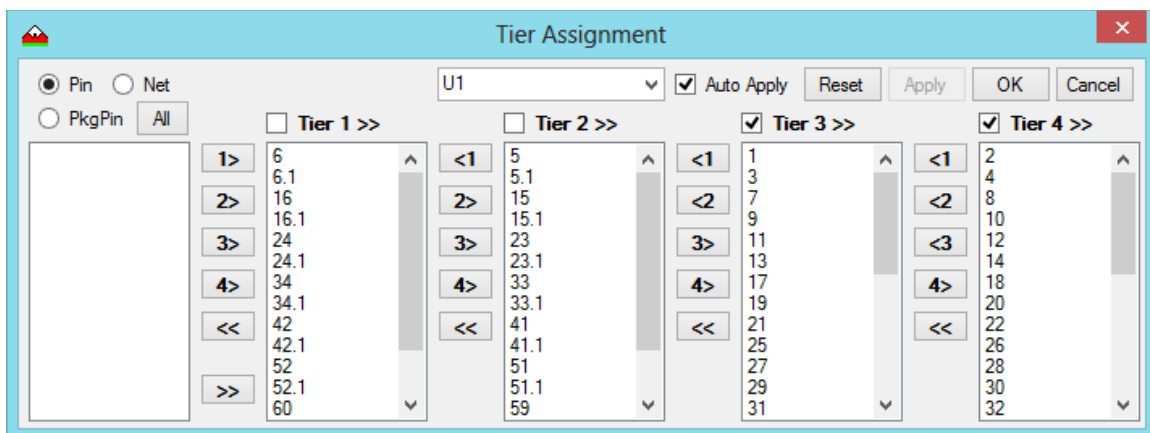 Tier Assignment
Pin Net U1 Auto Apply Reset Apply OK Cancel
PkgPin All Tier 1 >> Tier 2 >> Tier 3 >> Tier 4 >>
1> 6 <1 5 <1 1 <1 2
6.1 5.1 3 4
2> 16 2> 15 <2 7 <2 8
16.1 15.1 9 10
3> 24 3> 23 3> 11 <3 12
24.1 23.1 13 14
4> 34 4> 33 4> 17 4> 18
34.1 33.1 19 20
<< 42 << 41 << 21 << 22
42.1 41.1 25 26
52 51 27 28
>> 52.1 51.1 29 30
60 59 31 32